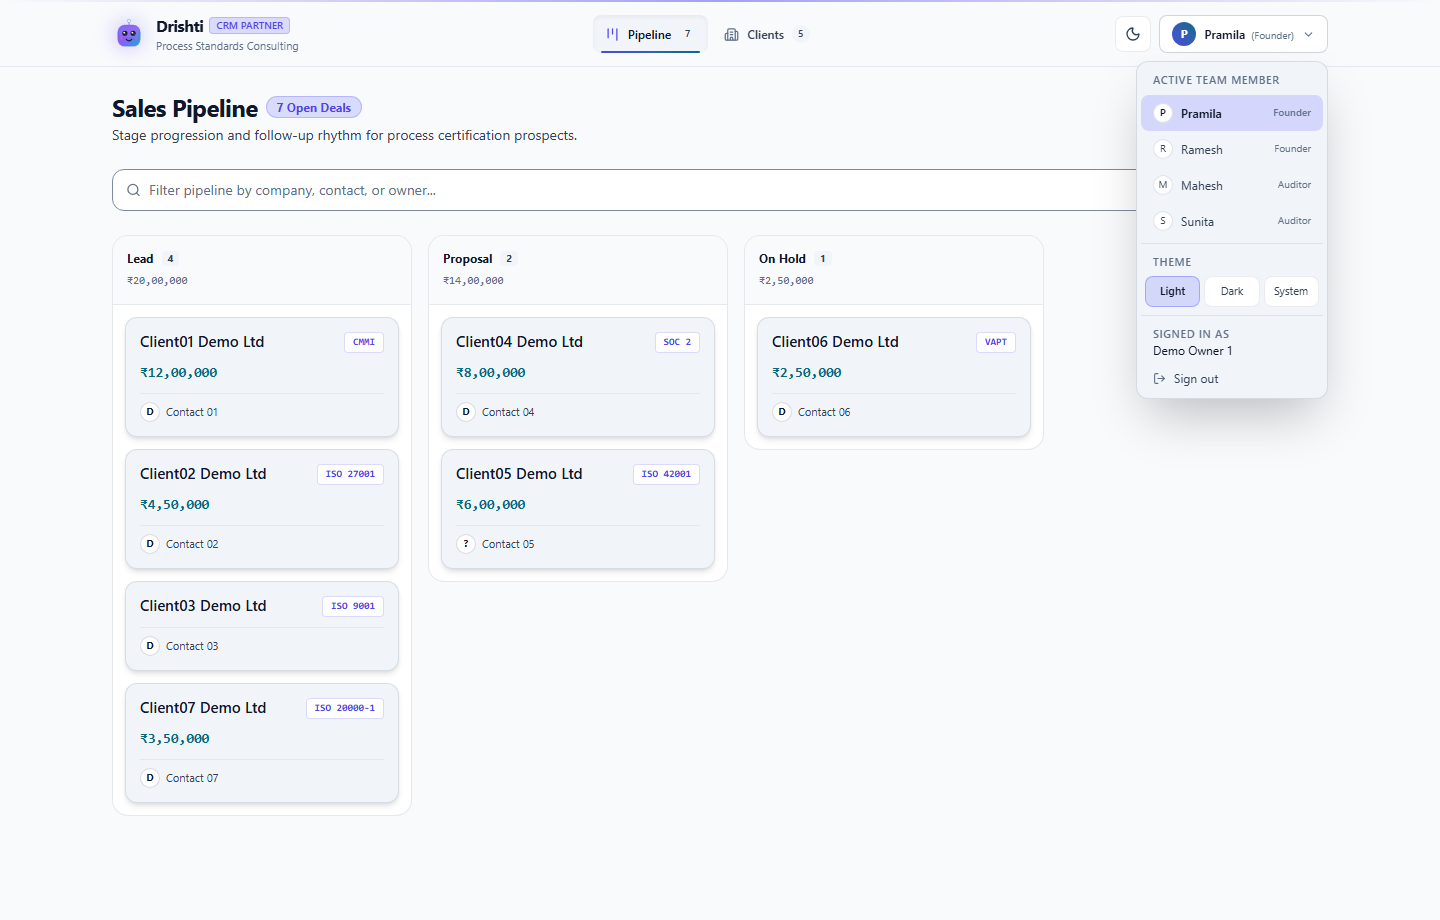 Drishti CRM PARTNER
Process Standards Consulting
Pipeline 7
Clients 5
P Pramila (Founder)
ACTIVE TEAM MEMBER
P Pramila Founder
R Ramesh Founder
M Mahesh Auditor
S Sunita Auditor
THEME
Light Dark System
SIGNED IN AS
Demo Owner 1
Sign out
Sales Pipeline 7 Open Deals
Stage progression and follow-up rhythm for process certification prospects.
Filter pipeline by company, contact, or owner...
Lead 4
₹20,00,000
Client01 Demo Ltd CMMI
₹12,00,000
D Contact 01
Client02 Demo Ltd ISO 27001
₹4,50,000
D Contact 02
Client03 Demo Ltd ISO 9001
D Contact 03
Client07 Demo Ltd ISO 20000-1
₹3,50,000
D Contact 07
Proposal 2
₹14,00,000
Client04 Demo Ltd SOC 2
₹8,00,000
D Contact 04
Client05 Demo Ltd ISO 42001
₹6,00,000
? Contact 05
On Hold 1
₹2,50,000
Client06 Demo Ltd VAPT
₹2,50,000
D Contact 06